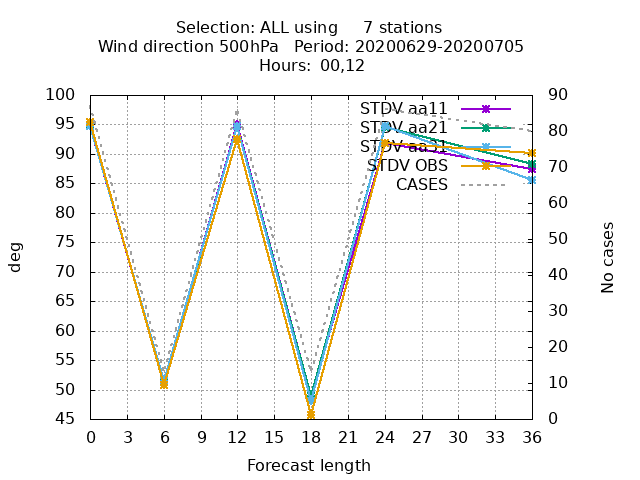 Selection: ALL using 7 stations
Wind direction 500hPa Period: 20200629-20200705
Hours: 00,12
100
95
90
85
80
75
70
65
60
55
50
45
90
80
70
60
50
40
30
20
10
0
STDV aa11
STDV aa21
STDV OBS
CASES
deg
No cases
0 3 6 9 12 15 18 21 24 27 30 33 36
Forecast length